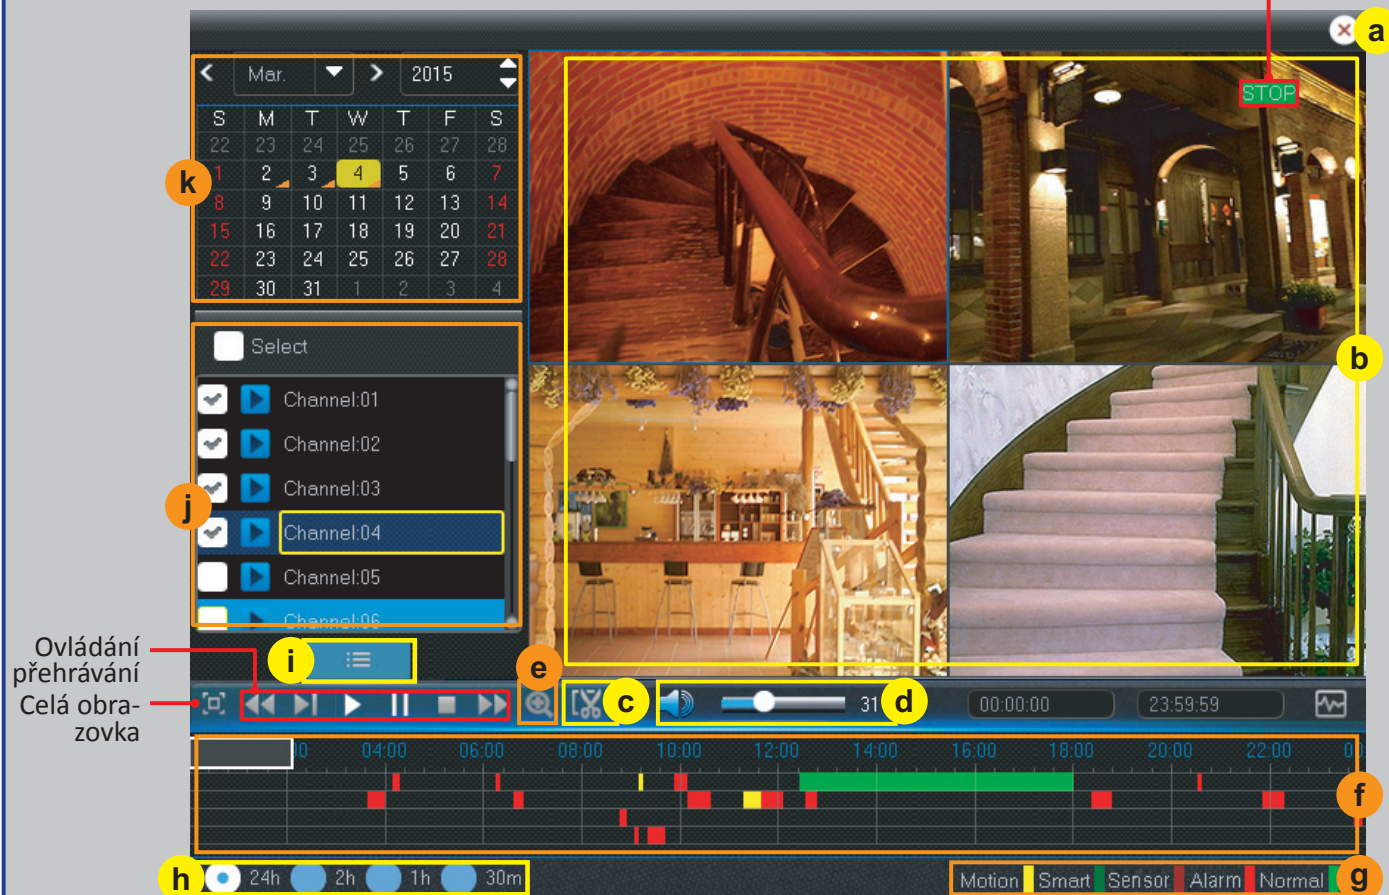 a
Mar. 2015
STOP
S M T W T F S
22 23 24 25 26 27 28
1 2 3 4 5 6 7
8 9 10 11 12 13 14
15 16 17 18 19 20 21
22 23 24 25 26 27 28
29 30 31 1 2 3 4
k
b
Select
Channel:01
Channel:02
Channel:03
j
Channel:04
Channel:05
Channel:06
Ovládání
přehrávání
i
e
Celá obra-
zovka
c
31
d
00:00:00
23:59:59
04:00 06:00 08:00 10:00 12:00 14:00 16:00 18:00 20:00 22:00
f
h
24h 2h 1h 30m
Motion Smart Sensor Alarm Normal
g